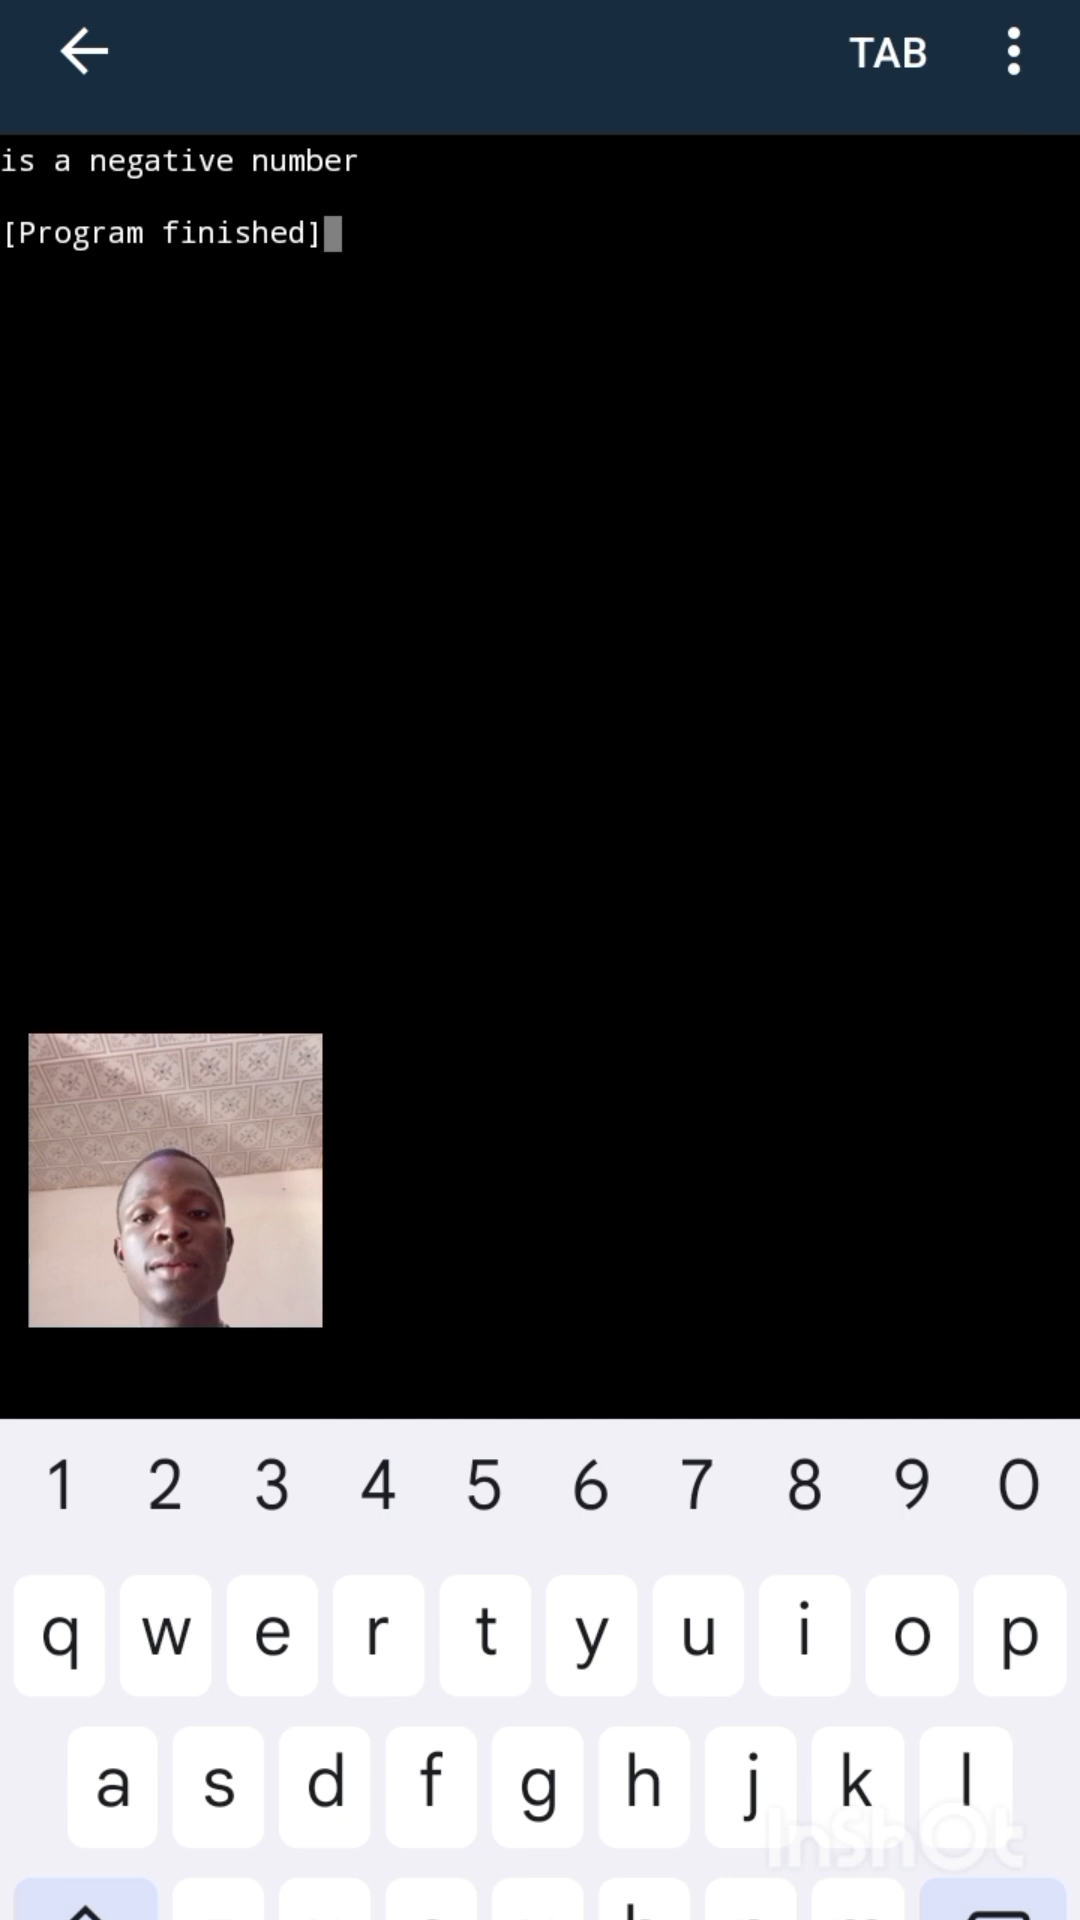 TAB
is a negative number
[Program finished]
1 2 3 4 5 6 7 8 9 0
q w e r t y u i o p
a s d f g h j k l
InShOt